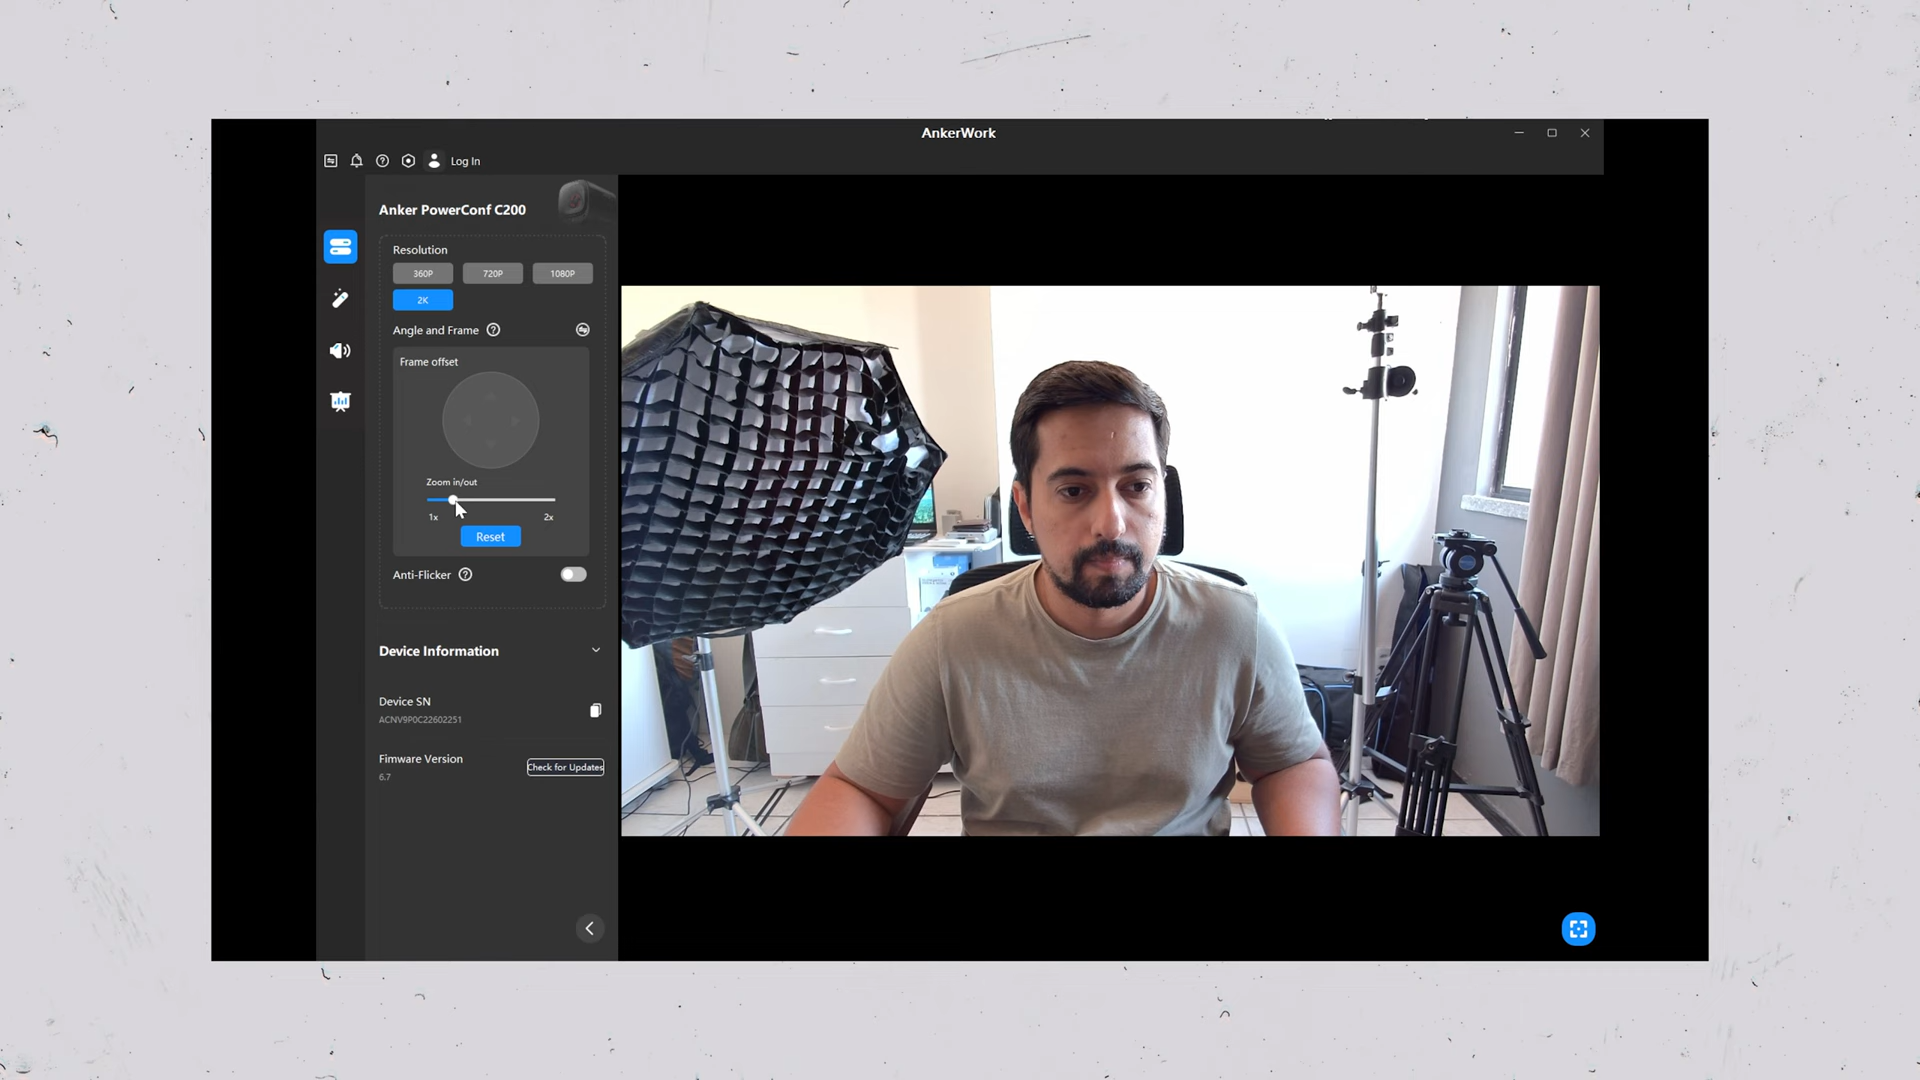 AnkerWork
Log In
Anker PowerConf C200
Resolution
360P 720P 1080P
2K
Angle and Frame
Frame offset
Zoom in/out
1x 2x
Reset
Anti-Flicker
Device Information
Device SN
ACNV9P0C22602251
Fimware Version
6.7
Check for Updates